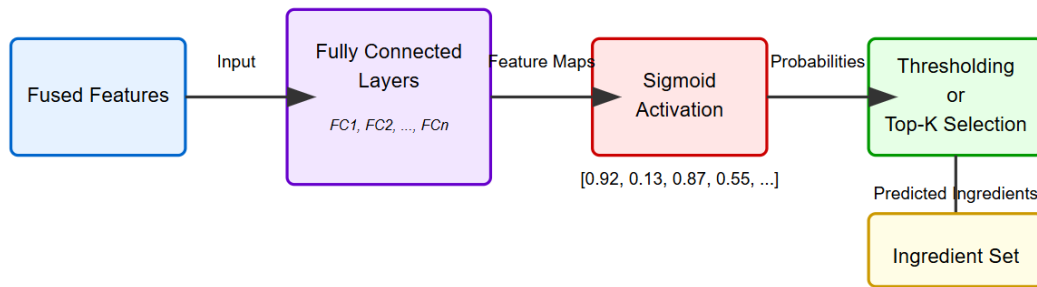 Fused Features
Input
Fully Connected
Layers
FC1, FC2, ..., FCn
Feature Maps
Sigmoid
Activation
[0.92, 0.13, 0.87, 0.55, ...]
Probabilities
Thresholding
or
Top-K Selection
Predicted Ingredients
Ingredient Set